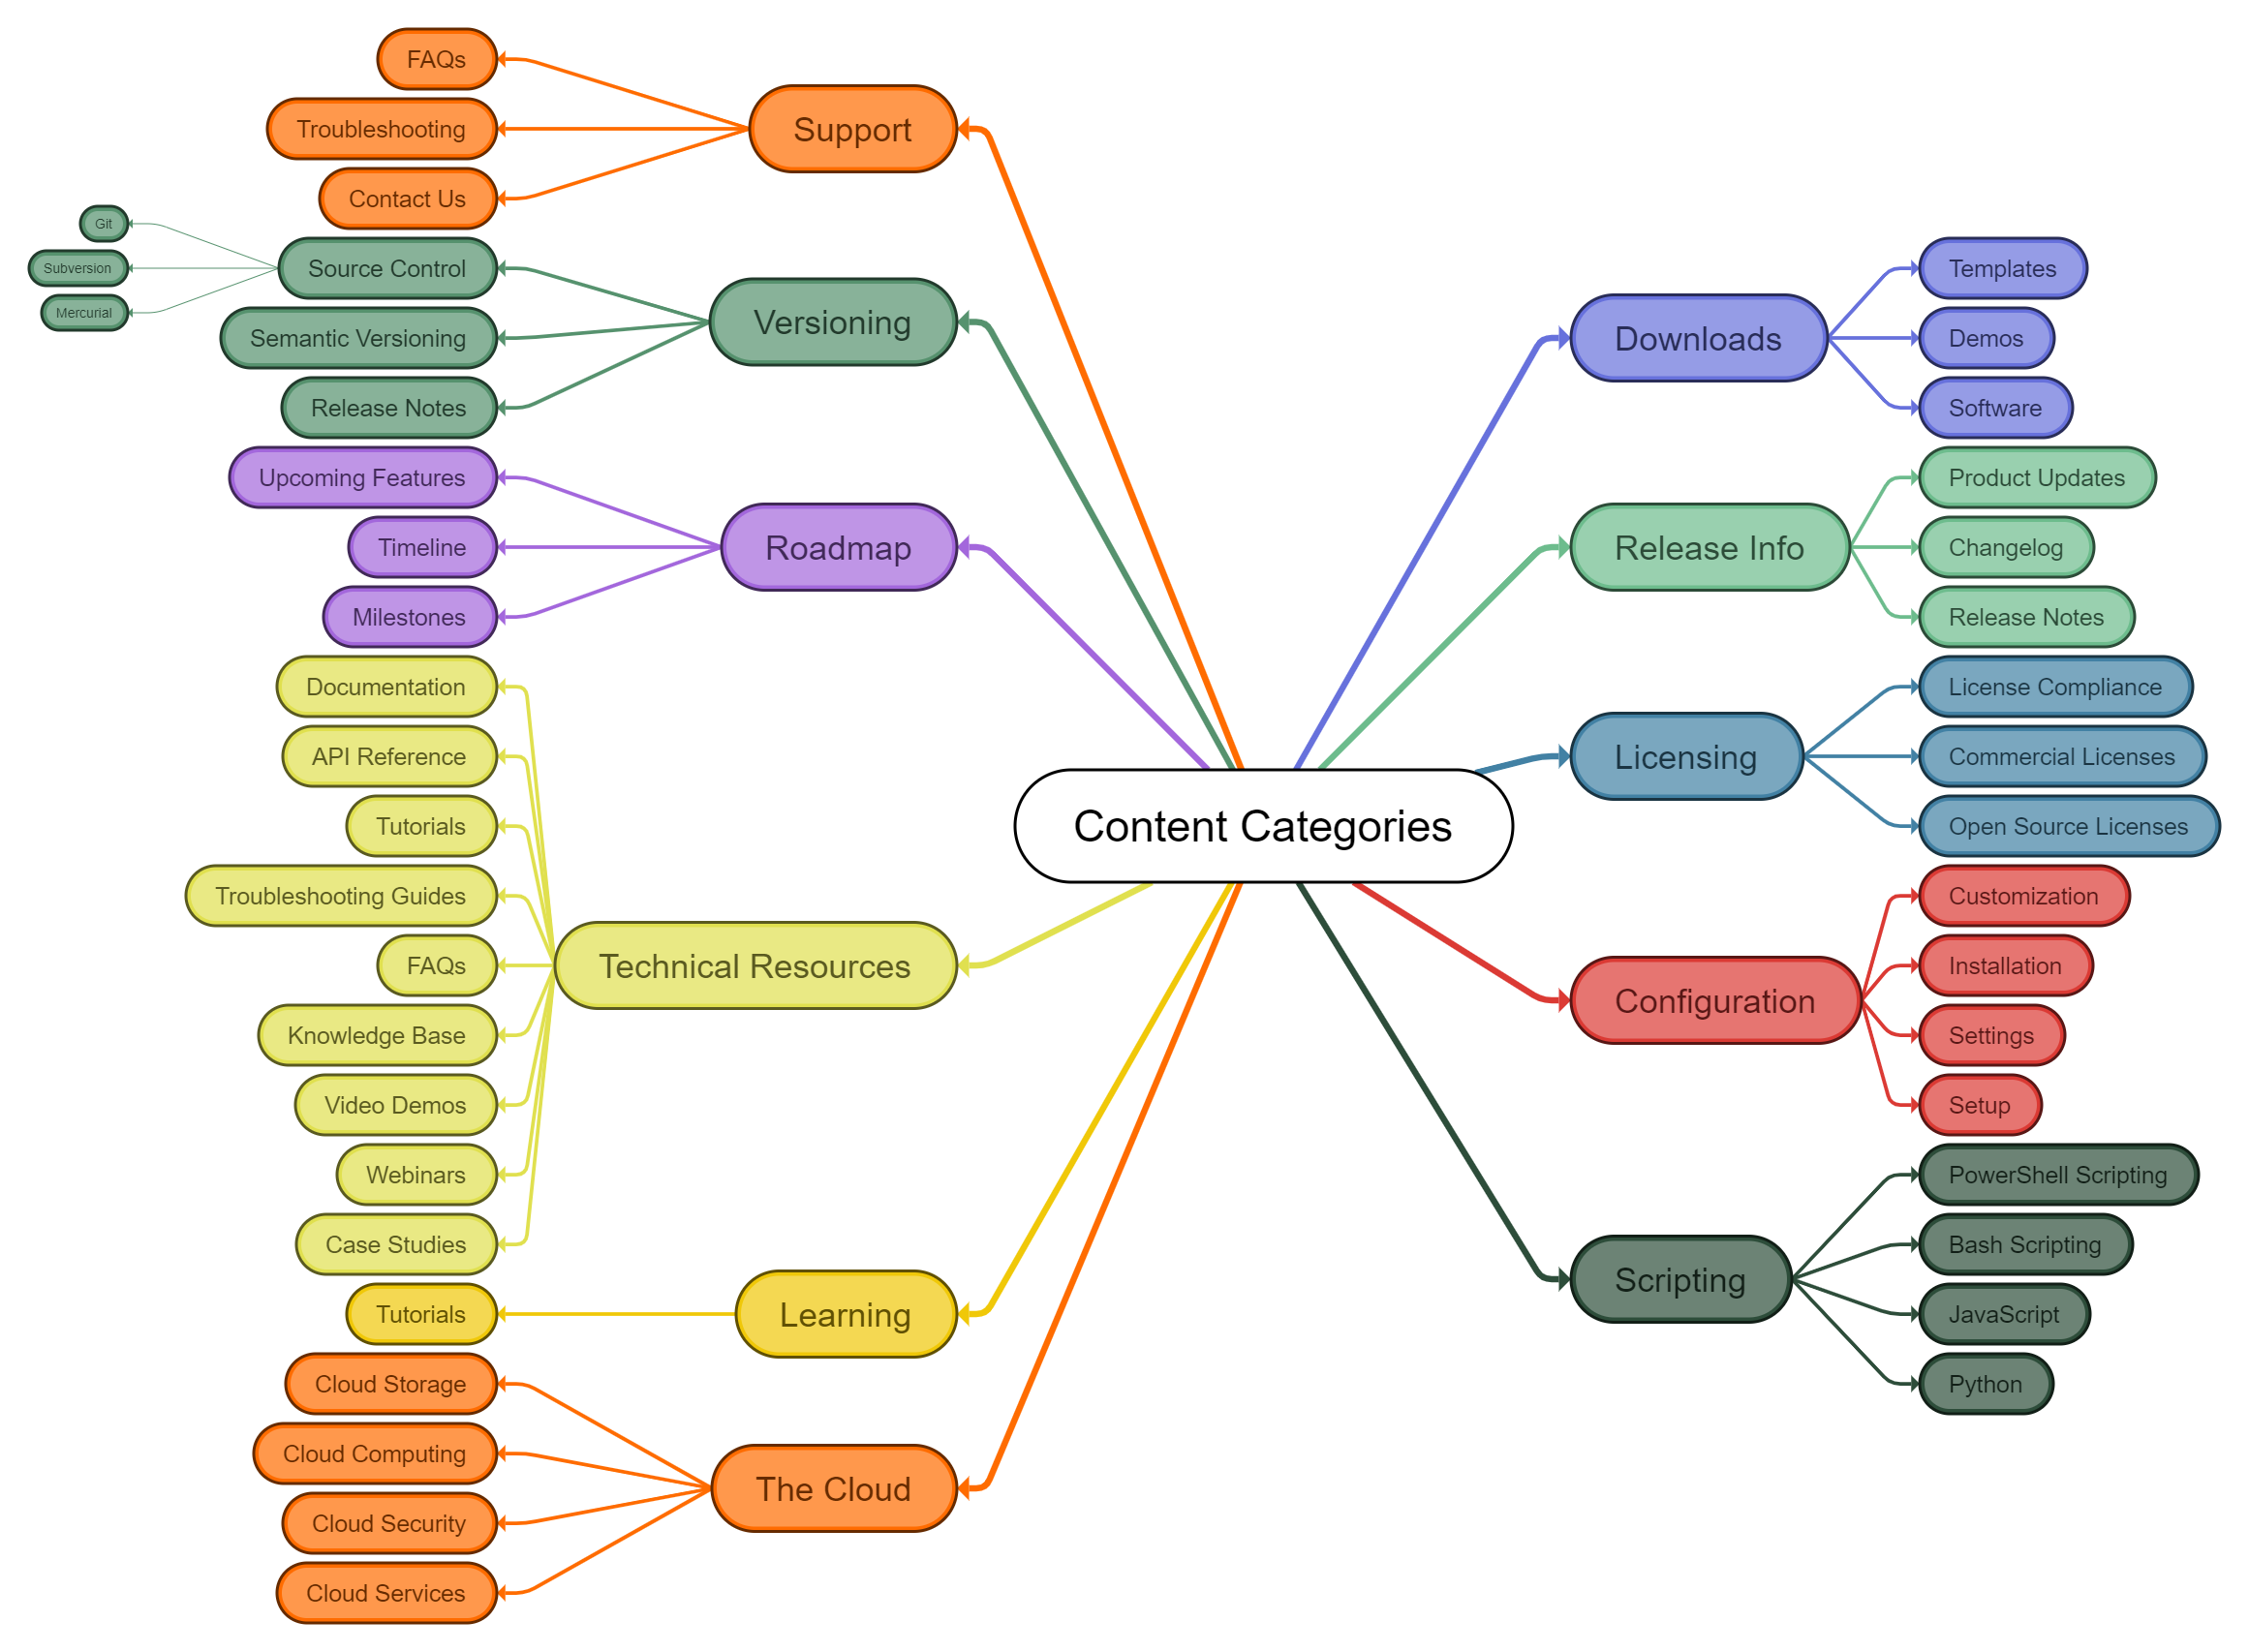 FAQs
Troubleshooting
Contact Us
Support
Git
Subversion
Mercurial
Source Control
Semantic Versioning
Release Notes
Versioning
Upcoming Features
Timeline
Milestones
Roadmap
Documentation
API Reference
Tutorials
Troubleshooting Guides
FAQs
Knowledge Base
Video Demos
Webinars
Case Studies
Technical Resources
Tutorials
Learning
Cloud Storage
Cloud Computing
Cloud Security
Cloud Services
The Cloud
Content Categories
Downloads
Templates
Demos
Software
Release Info
Product Updates
Changelog
Release Notes
Licensing
License Compliance
Commercial Licenses
Open Source Licenses
Configuration
Customization
Installation
Settings
Setup
Scripting
PowerShell Scripting
Bash Scripting
JavaScript
Python